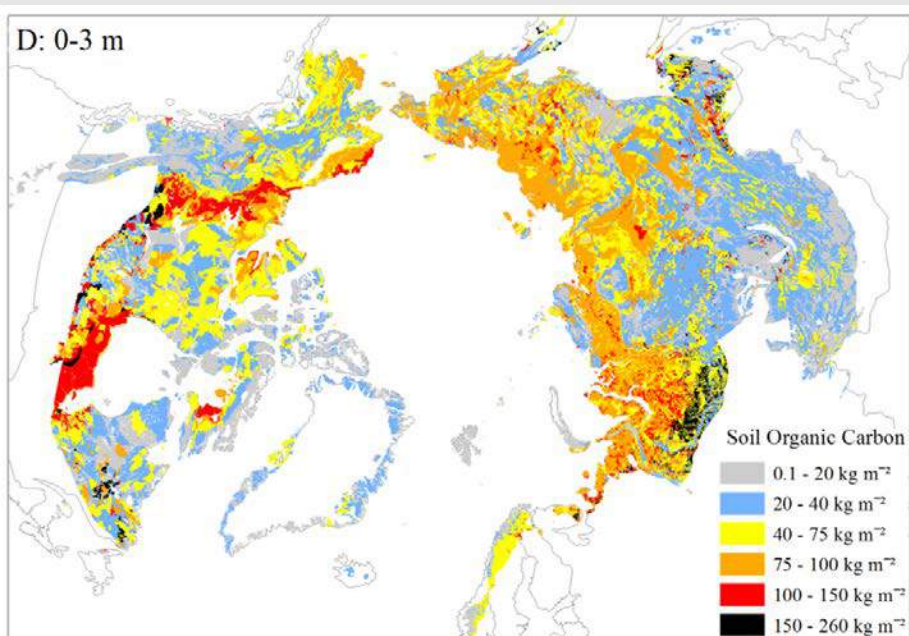 D: 0-3 m
Soil Organic Carbon
0.1 - 20 kg m⁻²
20 - 40 kg m⁻²
40 - 75 kg m⁻²
75 - 100 kg m⁻²
100 - 150 kg m⁻²
150 - 260 kg m⁻²